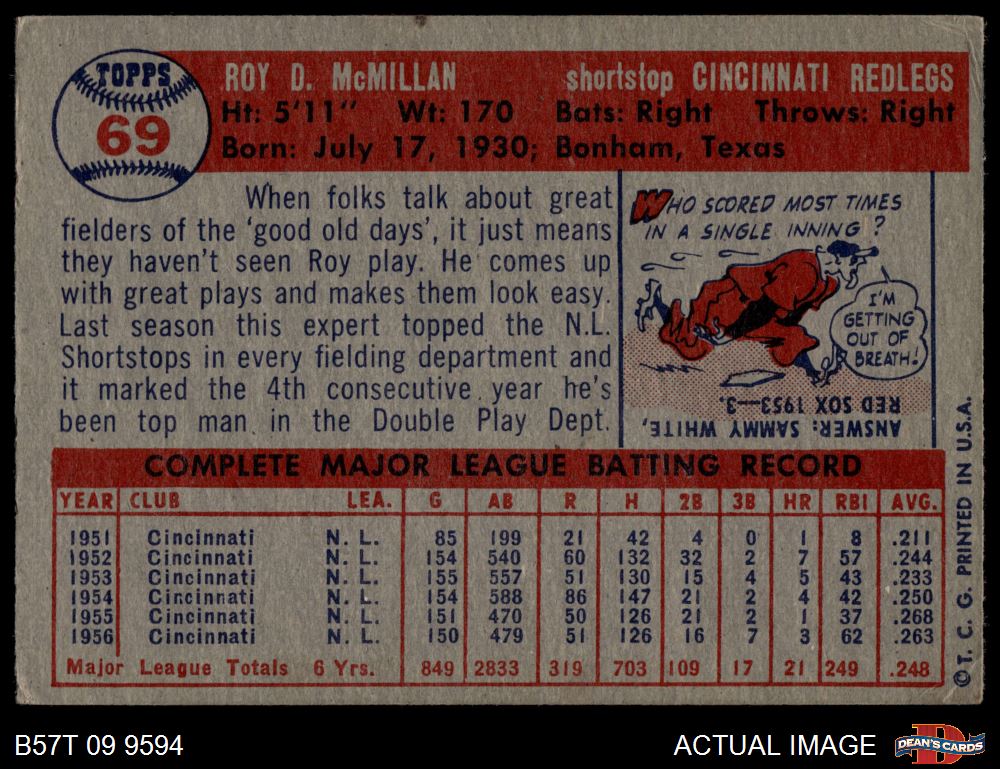 TOPPS
69
ROY D. McMILLAN shortstop CINCINNATI REDLEGS
Ht: 5'11" Wt: 170 Bats: Right Throws: Right
Born: July 17, 1930; Bonham, Texas
When folks talk about great
fielders of the 'good old days', it just means
they haven't seen Roy play. He comes up
with great plays and makes them look easy.
Last season this expert topped the N.L.
Shortstops in every fielding department and
it marked the 4th consecutive year he's
been top man in the Double Play Dept.
WHO SCORED MOST TIMES
IN A SINGLE INNING?
I'M
GETTING
OUT OF
BREATH!
ANSWER: SAMMY WHITE,
RED SOX 1953—3.
COMPLETE MAJOR LEAGUE BATTING RECORD
YEAR CLUB LEA. G AB R H 2B 3B HR RBI AVG.
1951 Cincinnati N. L. 85 199 21 42 4 0 1 8 .211
1952 Cincinnati N. L. 154 540 60 132 32 2 7 57 .244
1953 Cincinnati N. L. 155 557 51 130 15 4 5 43 .233
1954 Cincinnati N. L. 154 588 86 147 21 2 4 42 .250
1955 Cincinnati N. L. 151 470 50 126 21 2 1 37 .268
1956 Cincinnati N. L. 150 479 51 126 16 7 3 62 .263
Major League Totals 6 Yrs. 849 2833 319 703 109 17 21 249 .248
© T. C. G. PRINTED IN U.S.A.
B57T 09 9594
ACTUAL IMAGE
DEAN'S CARDS